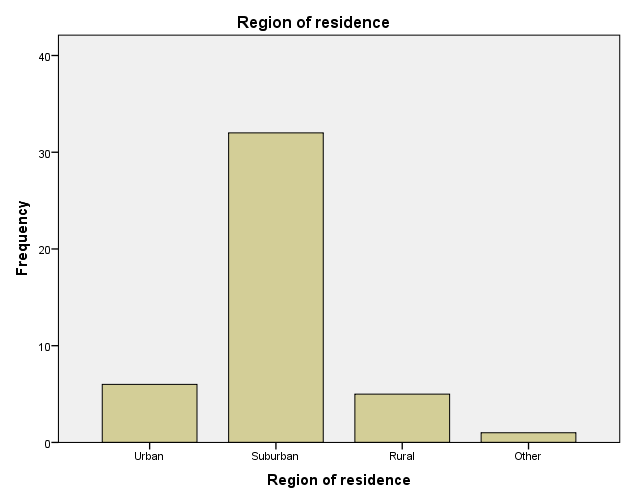 Region of residence
40
30
20
10
0
Frequency
Urban Suburban Rural Other
Region of residence